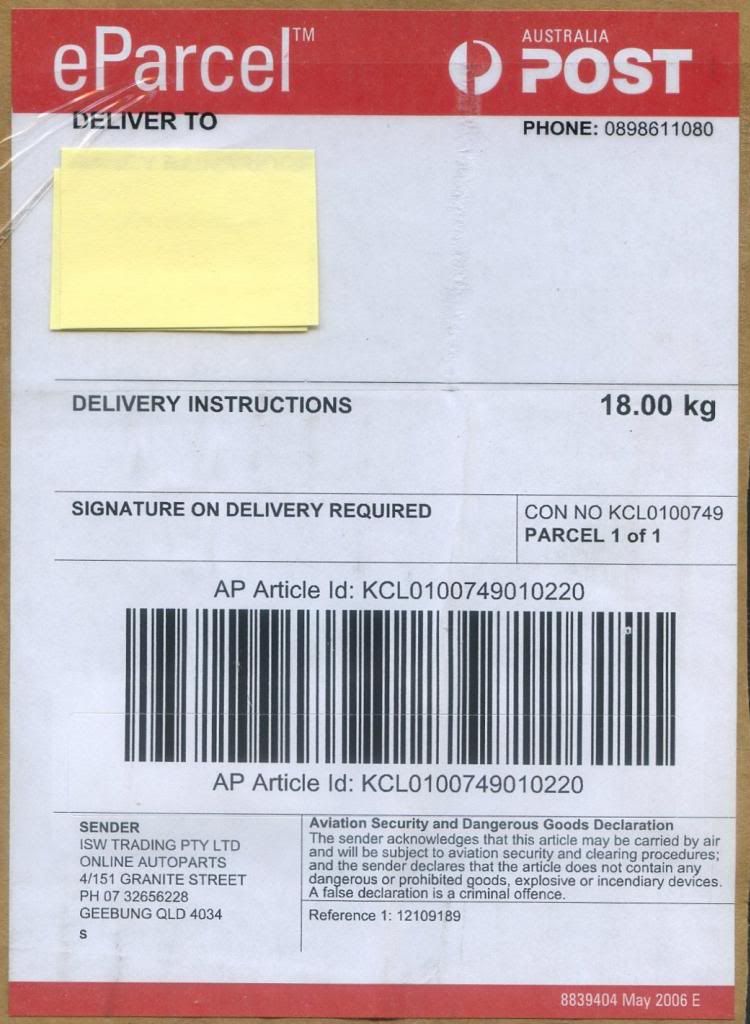 eParcel™
AUSTRALIA
POST
DELIVER TO
PHONE: 0898611080
DELIVERY INSTRUCTIONS
18.00 kg
SIGNATURE ON DELIVERY REQUIRED
CON NO KCL0100749
PARCEL 1 of 1
AP Article Id: KCL0100749010220
AP Article Id: KCL0100749010220
SENDER
ISW TRADING PTY LTD
ONLINE AUTOPARTS
4/151 GRANITE STREET
PH 07 32656228
GEEBUNG QLD 4034
S
Aviation Security and Dangerous Goods Declaration
The sender acknowledges that this article may be carried by air
and will be subject to aviation security and clearing procedures;
and the sender declares that the article does not contain any
dangerous or prohibited goods, explosive or incendiary devices.
A false declaration is a criminal offence.
Reference 1: 12109189
8839404 May 2006 E